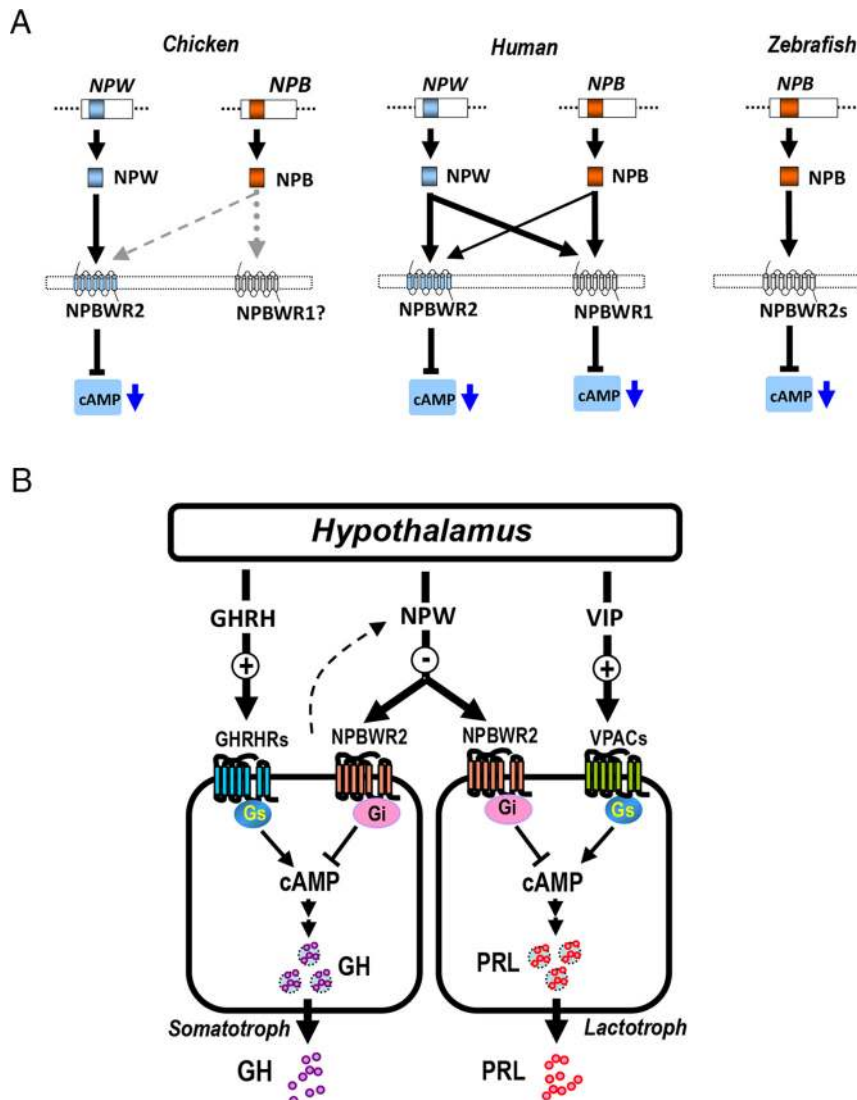 A
Chicken
Human
Zebrafish
NPW
NPB
NPW
NPB
NPB
NPW
NPB
NPW
NPB
NPB
NPBWR2
NPBWR1?
NPBWR2
NPBWR1
NPBWR2s
cAMP
cAMP
cAMP
cAMP
B
Hypothalamus
GHRH
NPW
VIP
+
-
+
GHRHRs
NPBWR2
NPBWR2
VPACs
Gs
Gi
Gi
Gs
cAMP
cAMP
GH
PRL
Somatotroph
Lactotroph
GH
PRL